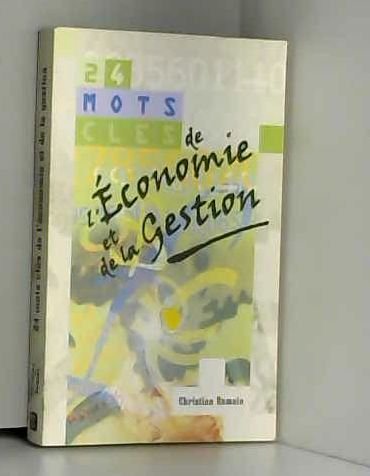 24
MOTS
CLES
de
l'Économie
et
de la Gestion
Christian Romain
24 mots clés de l'économie et de la gestion